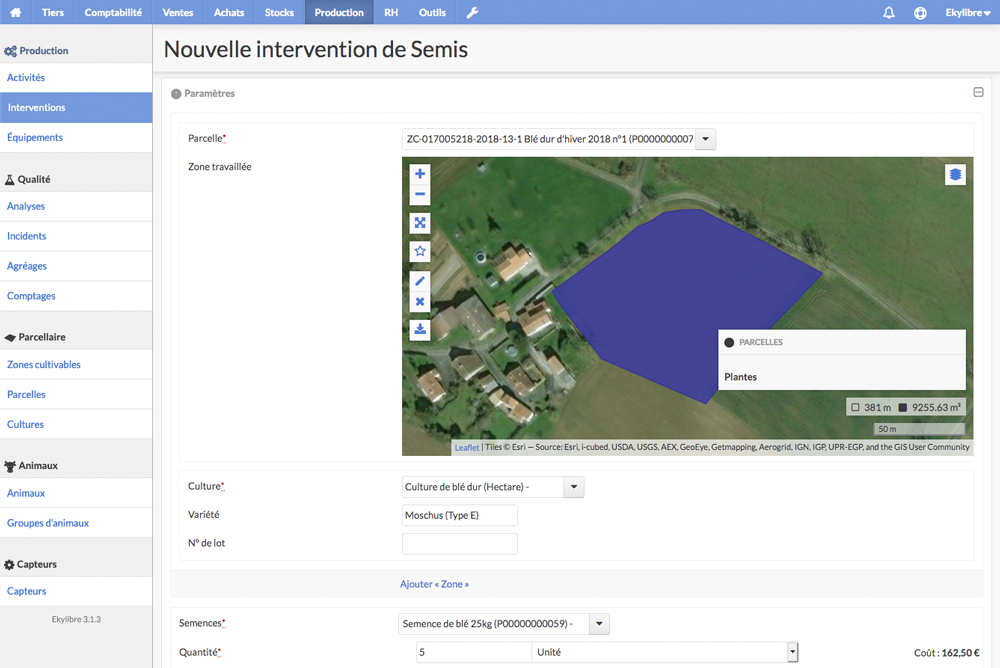 Tiers Comptabilité Ventes Achats Stocks Production RH Outils Ekylibre
Production
Activités
Interventions
Équipements
Qualité
Analyses
Incidents
Agréages
Comptages
Parcellaire
Zones cultivables
Parcelles
Cultures
Animaux
Animaux
Groupes d'animaux
Capteurs
Capteurs
Ekylibre 3.1.3
Nouvelle intervention de Semis
Paramètres
Parcelle* ZC-017005218-2018-13-1 Blé dur d'hiver 2018 n°1 (P0000000007
Zone travaillée
+
−
PARCELLES
Plantes
381 m 9255.63 m²
50 m
Leaflet | Tiles © Esri — Source: Esri, i-cubed, USDA, USGS, AEX, GeoEye, Getmapping, Aerogrid, IGN, IGP, UPR-EGP, and the GIS User Community
Culture* Culture de blé dur (Hectare) -
Variété Moschus (Type E)
N° de lot
Ajouter « Zone »
Semences* Semence de blé 25kg (P00000000059) -
Quantité* 5 Unité Coût : 162,50 €